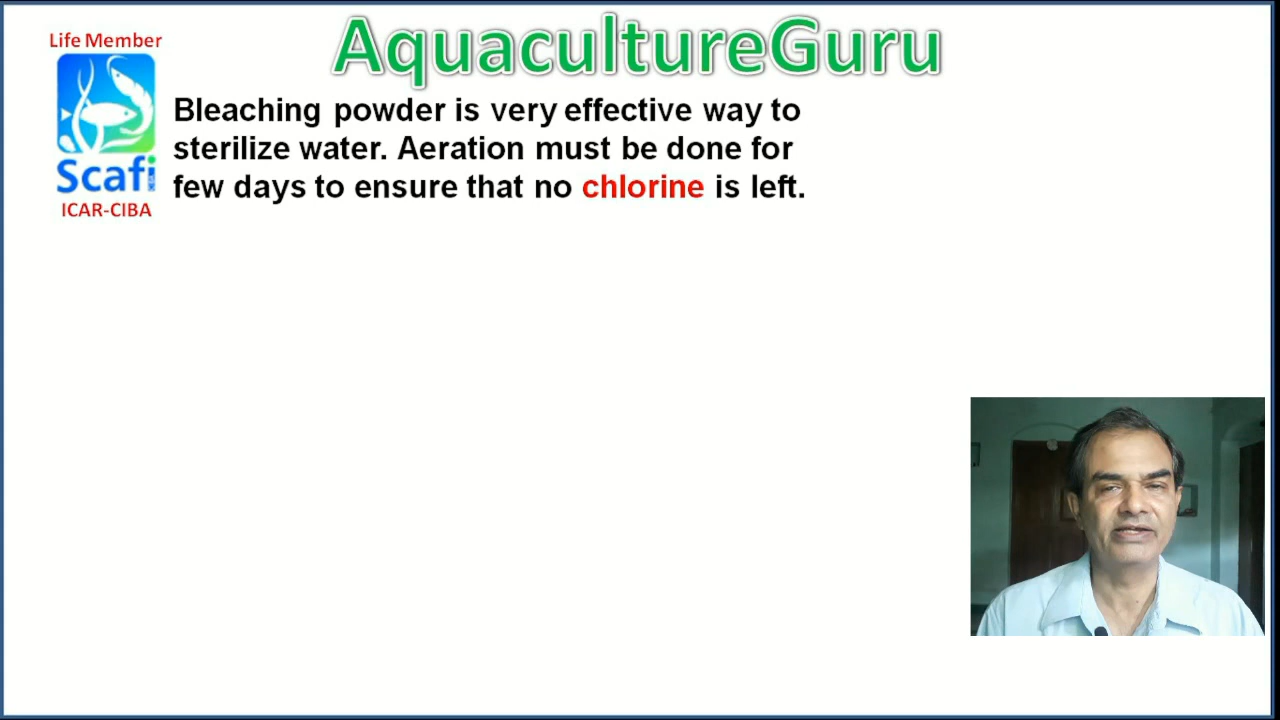 Life Member
AquacultureGuru
Scafi
ICAR-CIBA
Bleaching powder is very effective way to
sterilize water. Aeration must be done for
few days to ensure that no chlorine is left.